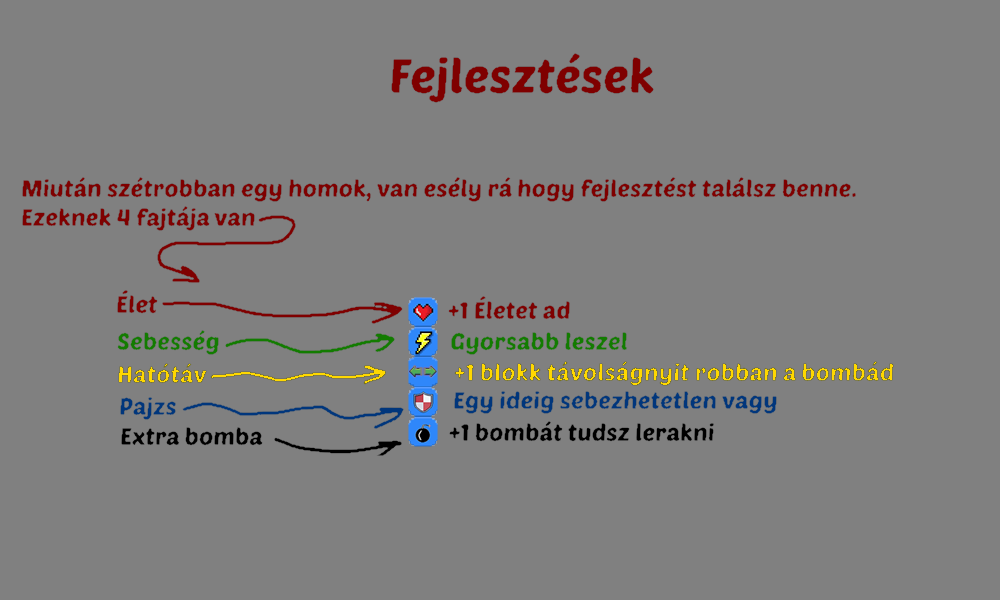 Fejlesztések
Miután szétrobban egy homok, van esély rá hogy fejlesztést találsz benne.
Ezeknek 4 fajtája van
Élet +1 Életet ad
Sebesség Gyorsabb leszel
Hatótáv +1 blokk távolságnyit robban a bombád
Pajzs Egy ideig sebezhetetlen vagy
Extra bomba +1 bombát tudsz lerakni